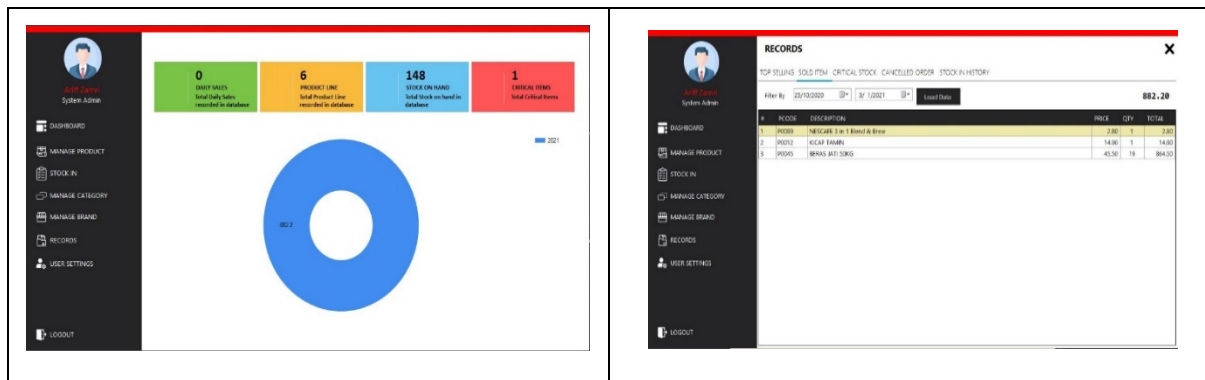 Ariff Zamri
System Admin
DASHBOARD
MANAGE PRODUCT
STOCK IN
MANAGE CATEGORY
MANAGE BRAND
RECORDS
USER SETTINGS
LOGOUT
0
DAILY SALES
Total Daily Sales
recorded in database
6
PRODUCT LINE
Total Product Line
recorded in database
148
STOCK ON HAND
Total Stock on hand in
database
1
CRITICAL ITEMS
Total Critical Items
2021
882.2
System Admin
DASHBOARD
MANAGE PRODUCT
STOCK IN
MANAGE CATEGORY
MANAGE BRAND
RECORDS
USER SETTINGS
LOGOUT
RECORDS X
TOP SELLING SOLD ITEM CRITICAL STOCK CANCELLED ORDER STOCK IN HISTORY
Filter By 23/10/2020 3/ 1/2021 Load Data 882.20
# PCODE DESCRIPTION PRICE QTY TOTAL
1 P0009 NESCAFE 3 in 1 Blend & Brew 2.80 1 2.80
2 P0012 KICAP TAMIN 14.90 1 14.90
3 P0045 BERAS JATI 50KG 45.50 19 864.50